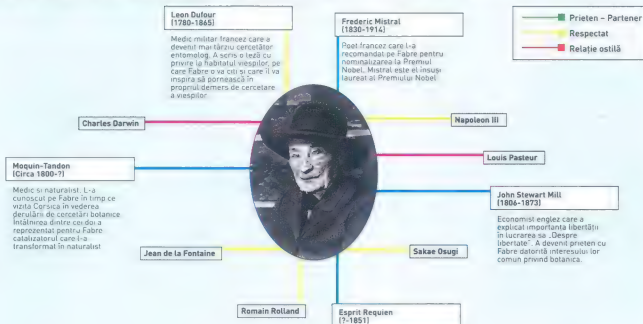 Leon Dufour
(1780-1865)
Medic militar francez care a
devenit mai târziu cercetător
entomolog. A scris o teză cu
privire la habitatul viespilor, pe
care Fabre o va citi și care îl va
inspira să pornească în
propriul demers de cercetare
a viespilor.
Frederic Mistral
(1830-1914)
Poet francez care l-a
recomandat pe Fabre pentru
nominalizarea la Premiul
Nobel. Mistral este el însuși
laureat al Premiului Nobel.
Prieten – Partener
Respectat
Relație ostilă
Charles Darwin
Napoleon III
Louis Pasteur
Moquin-Tandon
(Circa 1800-?)
Medic și naturalist. L-a
cunoscut pe Fabre în timp ce
vizita Corsica în vederea
derulării de cercetări botanice.
Întâlnirea dintre cei doi a
reprezentat pentru Fabre
catalizatorul care l-a
transformat în naturalist
John Stewart Mill
(1806-1873)
Economist englez care a
explicat importanța libertății
în lucrarea sa „Despre
libertate”. A devenit prieten cu
Fabre datorită interesului lor
comun privind botanica.
Jean de la Fontaine
Sakae Osugi
Romain Rolland
Esprit Requien
(?-1851)